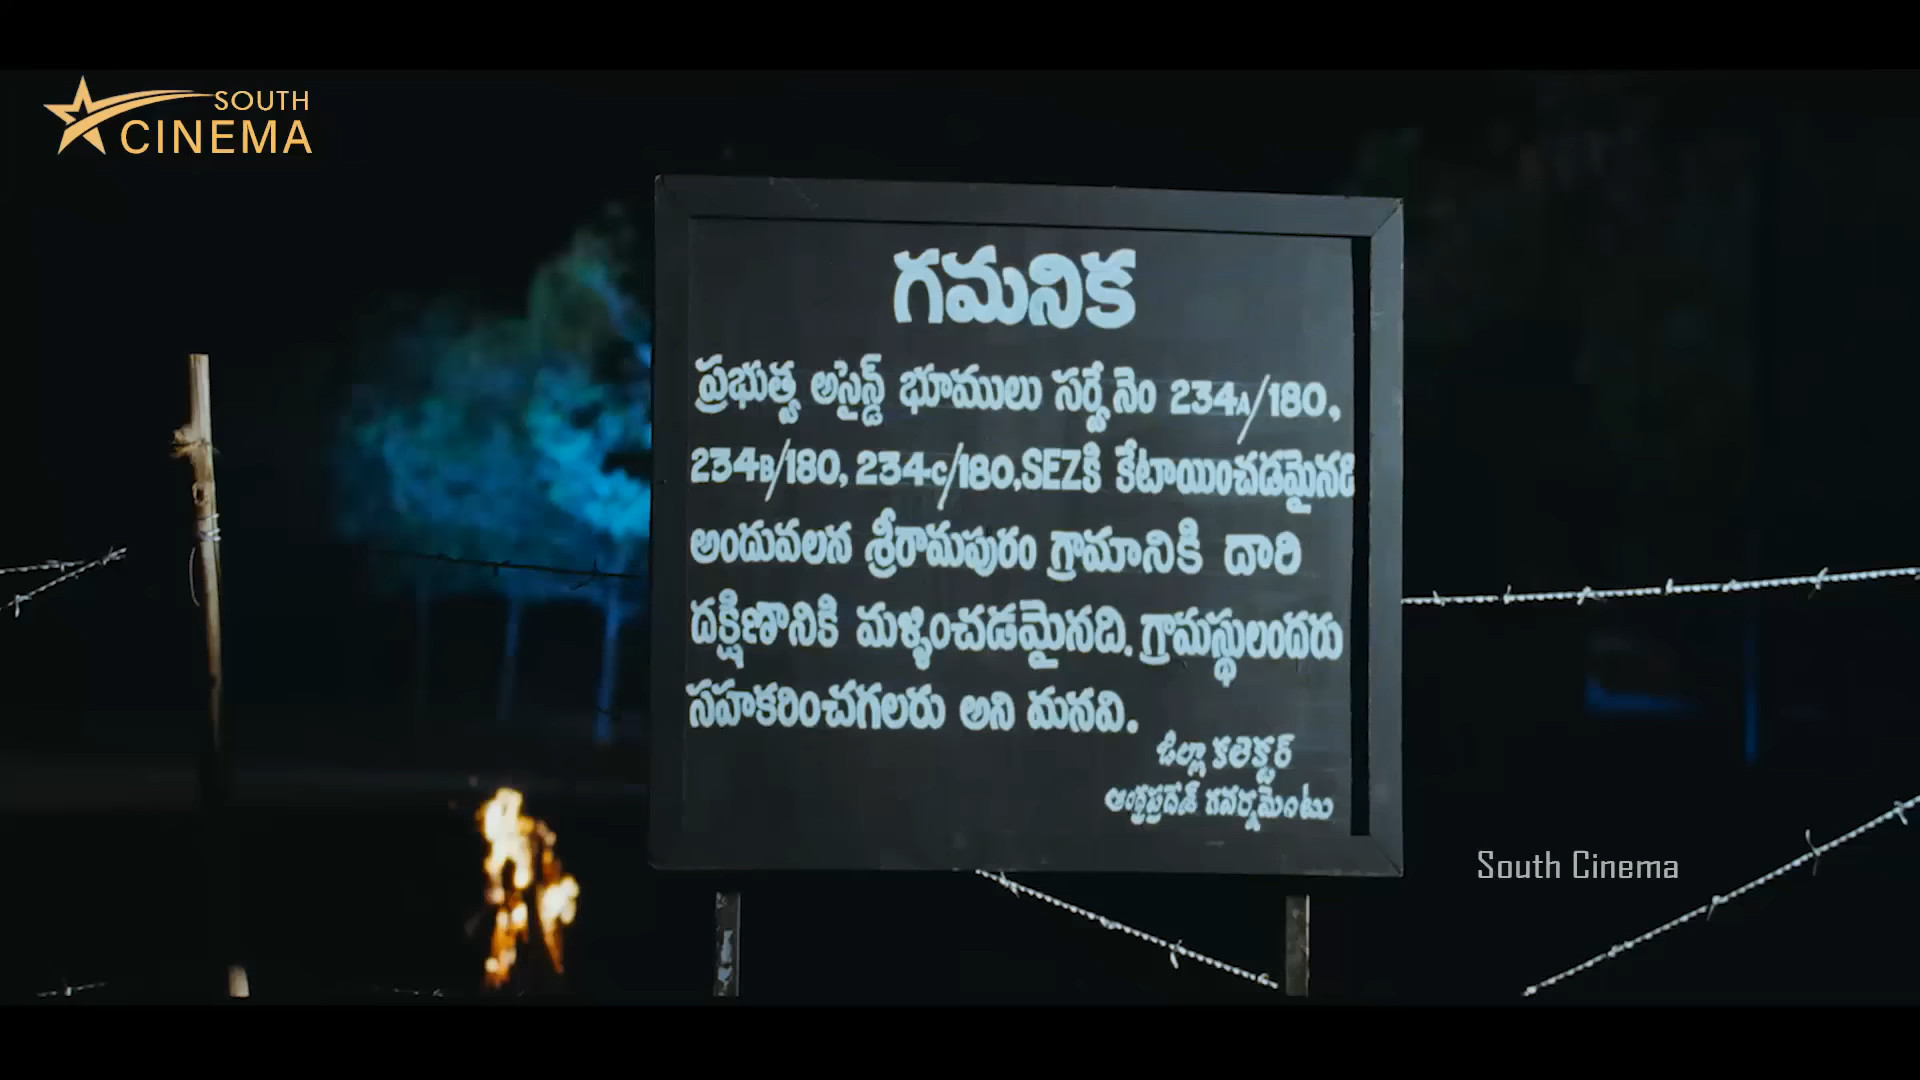 SOUTH
CINEMA
గమనిక
ప్రభుత్వ అసైన్డ్ భూములు సర్వే నెం 234A/180,
234B/180, 234C/180,SEZకి కేటాయించడమైనది
అందువలన శ్రీరామపురం గ్రామానికి దారి
దక్షిణానికి మళ్ళించడమైనది. గ్రామస్థులందరు
సహకరించగలరు అని మనవి.
జిల్లా కలెక్టర్
ఆంధ్రప్రదేశ్ గవర్నమెంటు
South Cinema